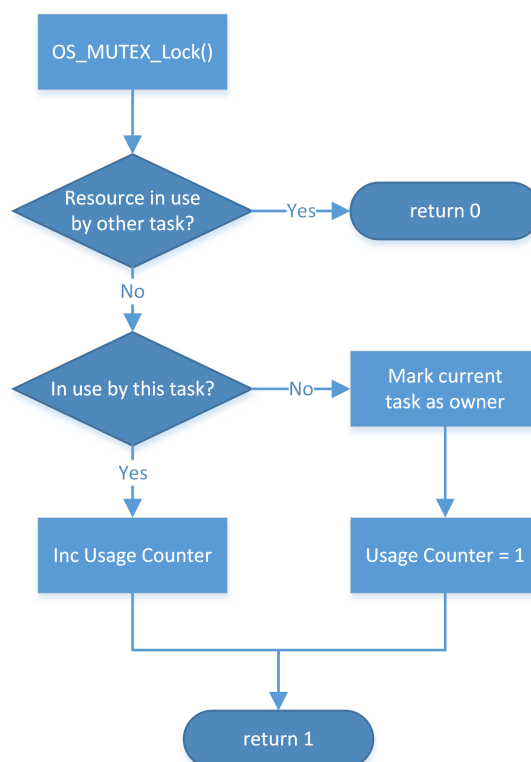 OS_MUTEX_Lock()
Resource in use
by other task?
Yes
return 0
No
In use by this task?
No
Mark current
task as owner
Yes
Inc Usage Counter
Usage Counter = 1
return 1